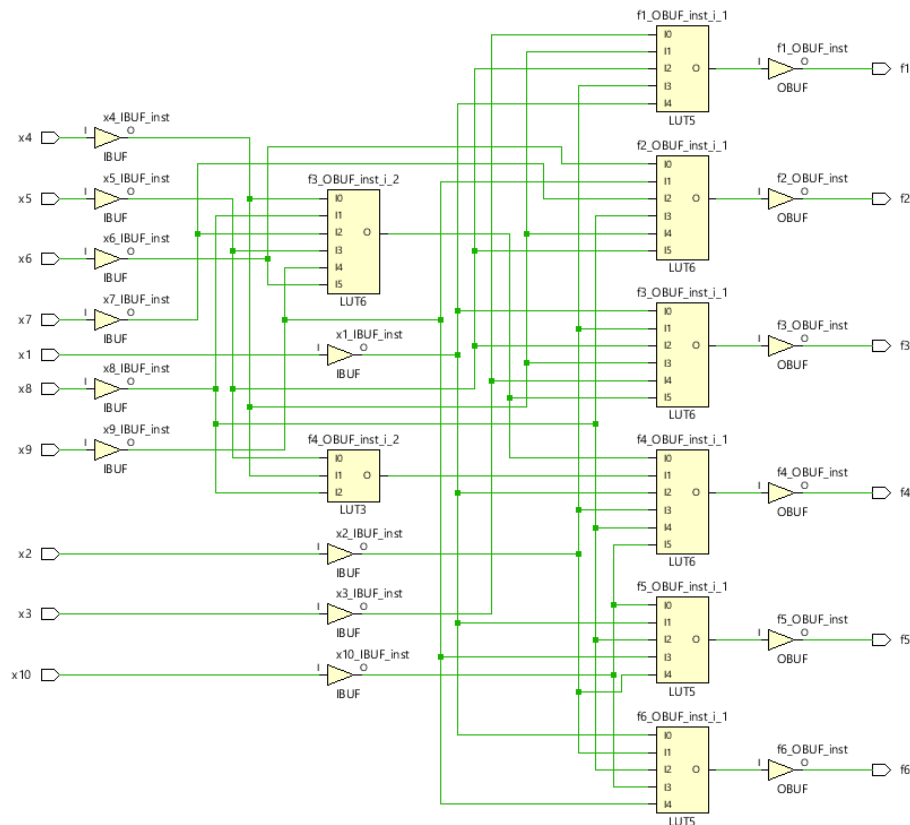 f1_OBUF_inst_i_1
I0
I1
I2
I3
I4
O
LUT5
f1_OBUF_inst
I
O
OBUF
f1
x4
x4_IBUF_inst
I
O
IBUF
x5
x5_IBUF_inst
I
O
IBUF
x6
x6_IBUF_inst
I
O
IBUF
x7
x7_IBUF_inst
I
O
IBUF
x1
x1_IBUF_inst
I
O
IBUF
x8
x8_IBUF_inst
I
O
IBUF
x9
x9_IBUF_inst
I
O
IBUF
f3_OBUF_inst_i_2
I0
I1
I2
I3
I4
I5
O
LUT6
f4_OBUF_inst_i_2
I0
I1
I2
O
LUT3
x2
x2_IBUF_inst
I
O
IBUF
x3
x3_IBUF_inst
I
O
IBUF
x10
x10_IBUF_inst
I
O
IBUF
f2_OBUF_inst_i_1
I0
I1
I2
I3
I4
I5
O
LUT6
f2_OBUF_inst
I
O
OBUF
f2
f3_OBUF_inst_i_1
I0
I1
I2
I3
I4
I5
O
LUT6
f3_OBUF_inst
I
O
OBUF
f3
f4_OBUF_inst_i_1
I0
I1
I2
I3
I4
I5
O
LUT6
f4_OBUF_inst
I
O
OBUF
f4
f5_OBUF_inst_i_1
I0
I1
I2
I3
I4
O
LUT5
f5_OBUF_inst
I
O
OBUF
f5
f6_OBUF_inst_i_1
I0
I1
I2
I3
I4
O
LUT5
f6_OBUF_inst
I
O
OBUF
f6